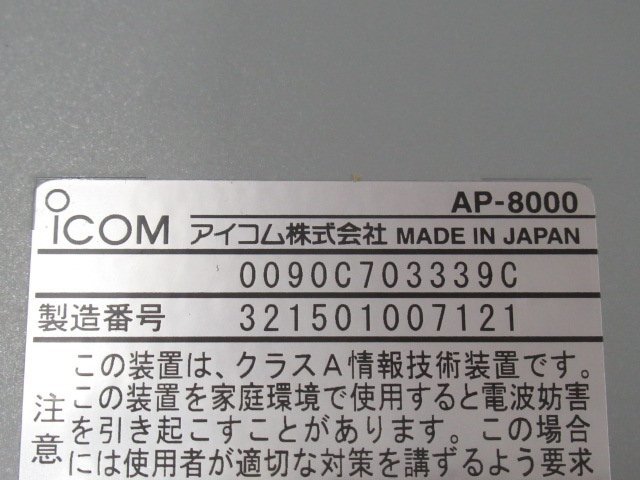 AP-8000
ICOM アイコム株式会社 MADE IN JAPAN
0090C703339C
製造番号 321501007121
注意
この装置は、クラスA情報技術装置です。
この装置を家庭環境で使用すると電波妨害
を引き起こすことがあります。この場合
には使用者が適切な対策を講ずるよう要求